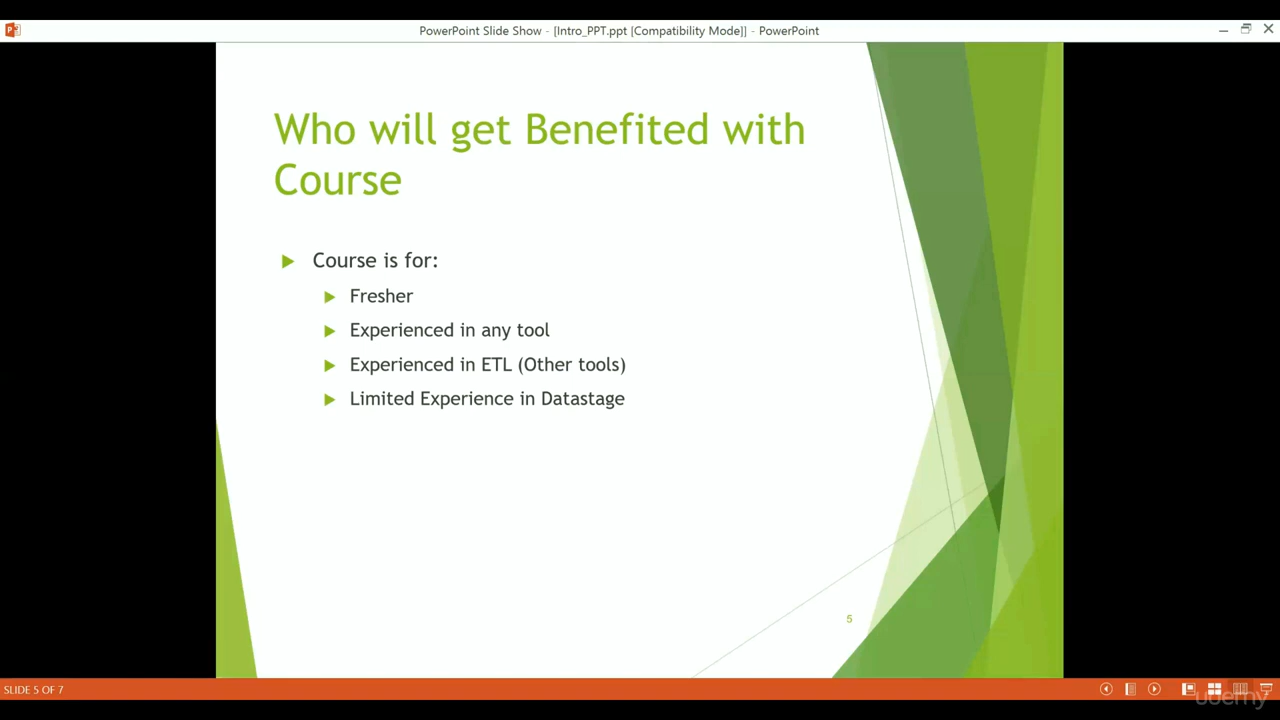 PowerPoint Slide Show - [Intro_PPT.ppt [Compatibility Mode]] - PowerPoint
Who will get Benefited with
Course
Course is for:
Fresher
Experienced in any tool
Experienced in ETL (Other tools)
Limited Experience in Datastage
5
SLIDE 5 OF 7
udemy